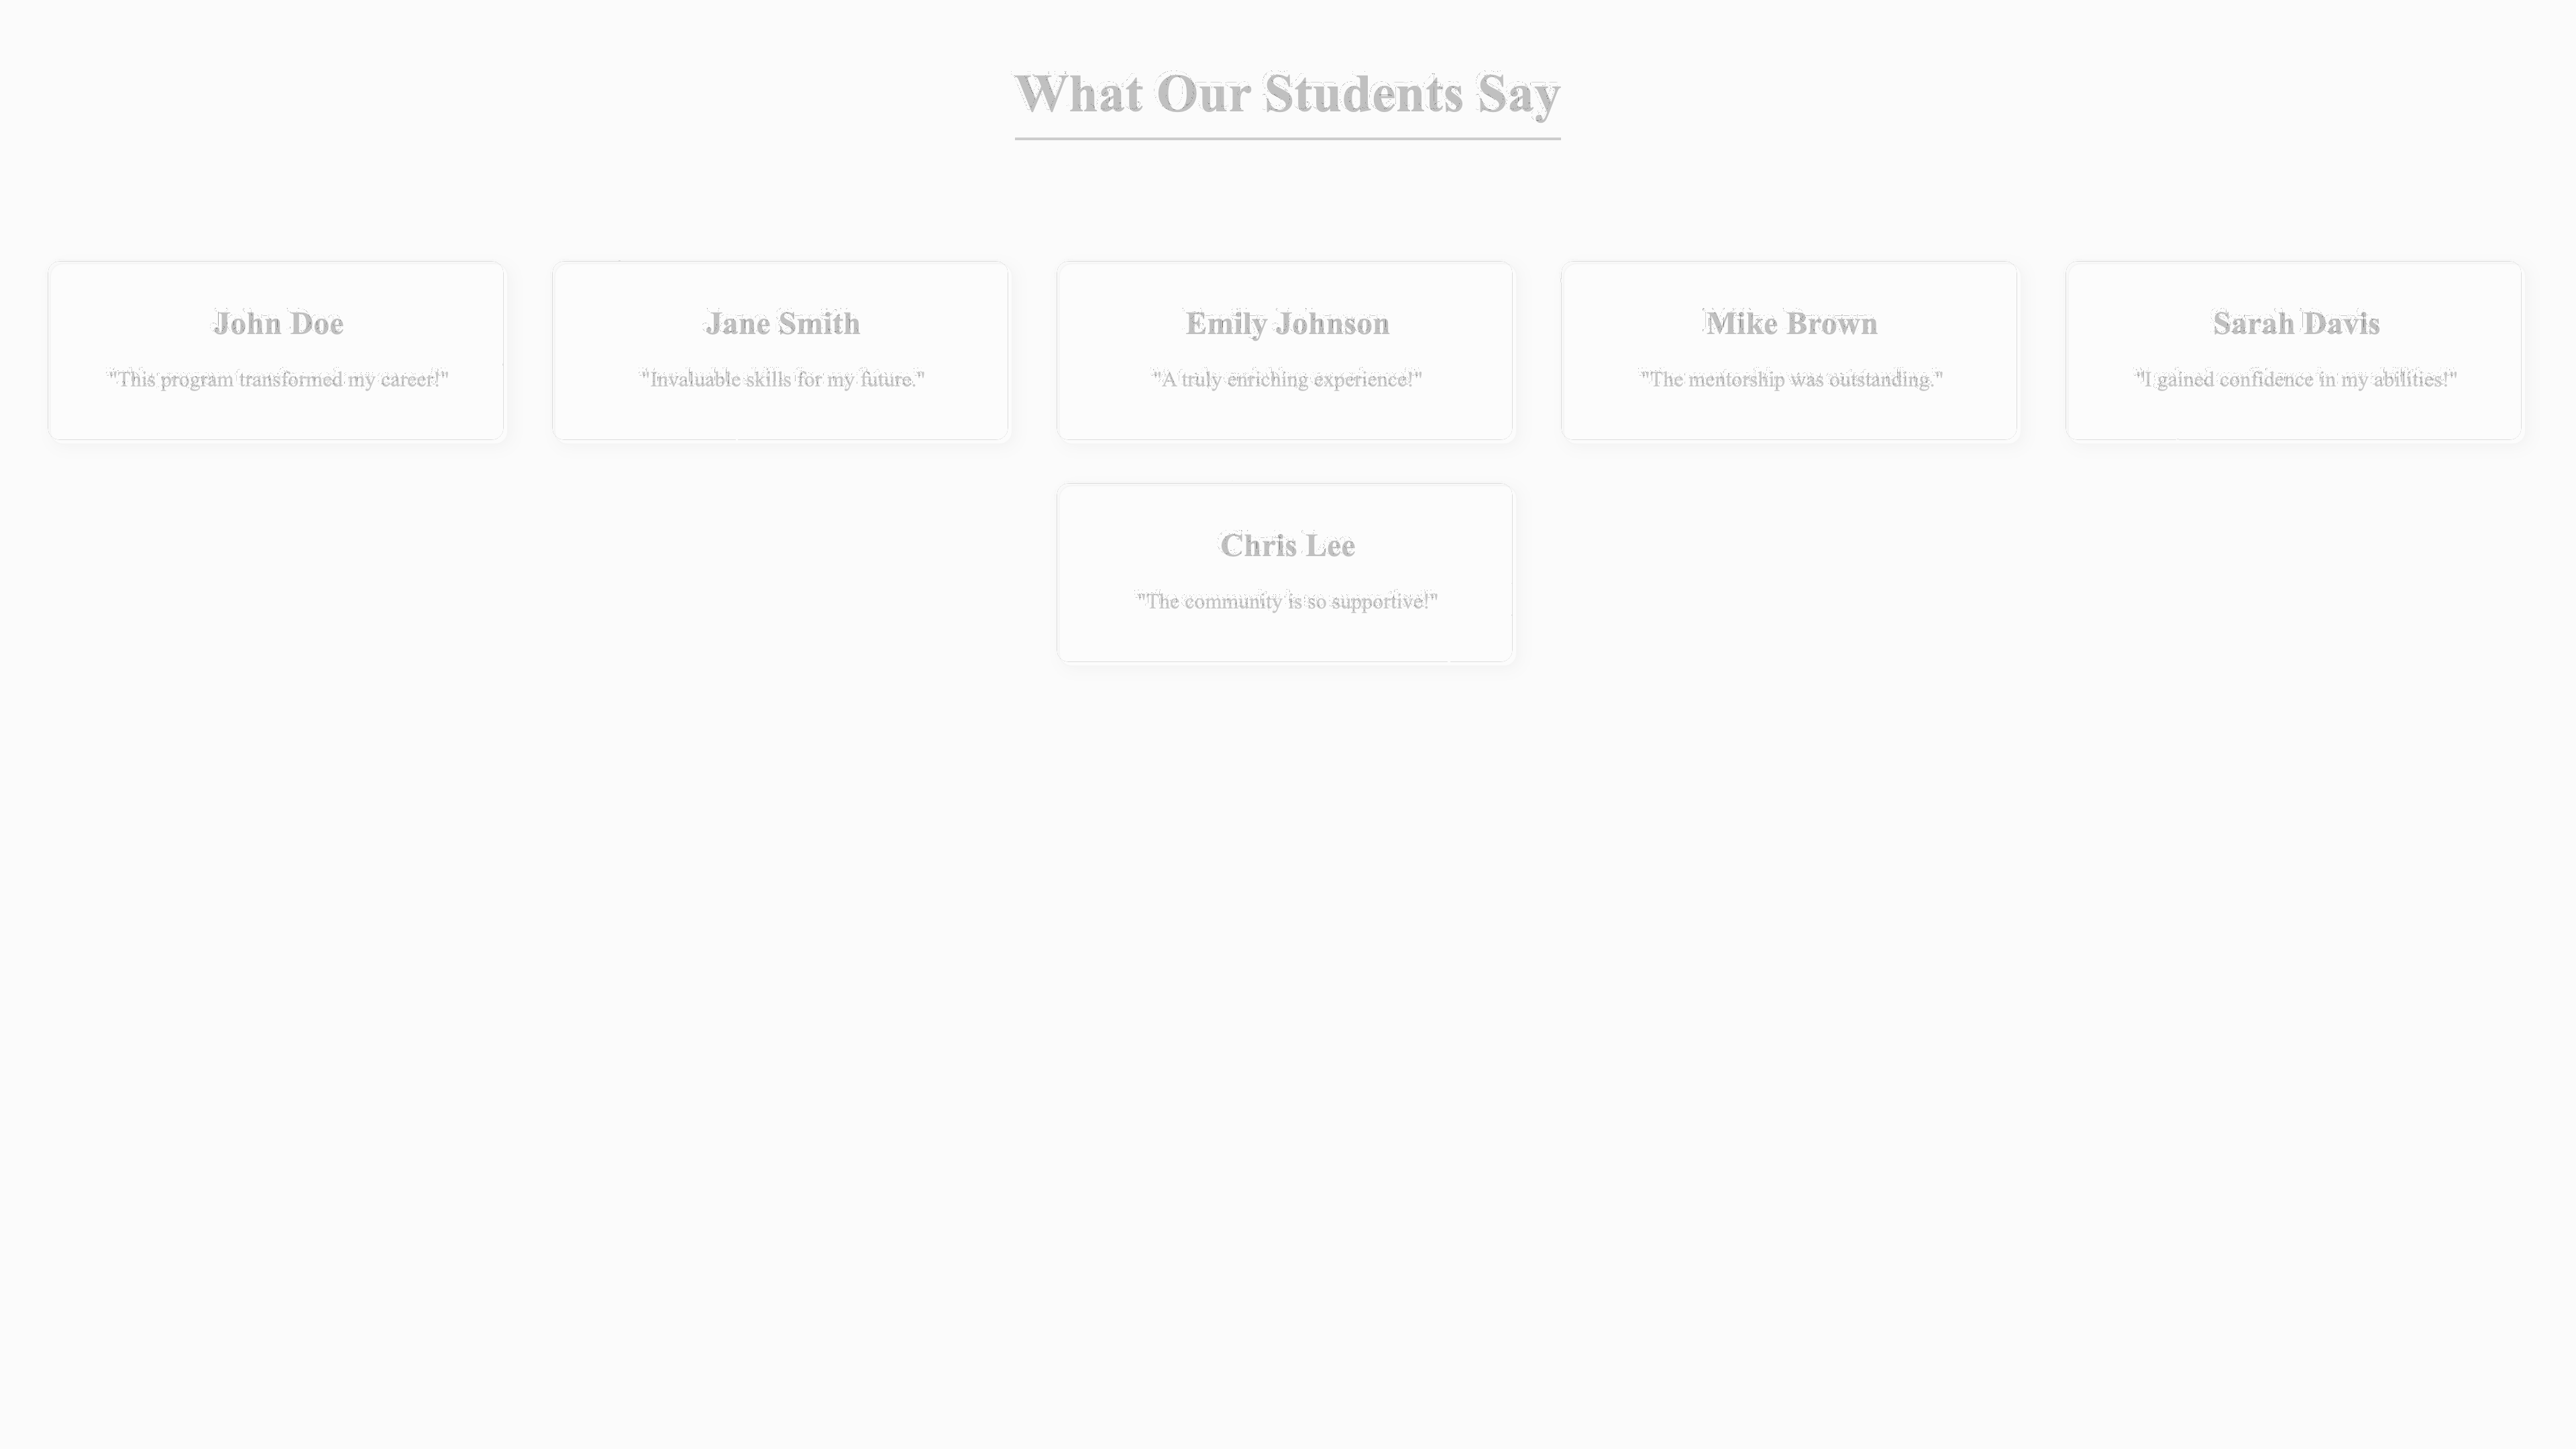 What Our Students Say
John Doe
"This program transformed my career!"
Jane Smith
"Invaluable skills for my future."
Emily Johnson
"A truly enriching experience!"
Mike Brown
"The mentorship was outstanding."
Sarah Davis
"I gained confidence in my abilities!"
Chris Lee
"The community is so supportive!"